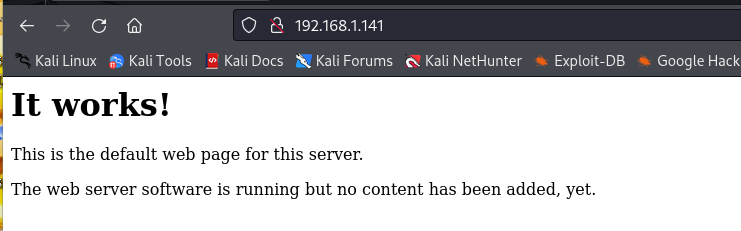 192.168.1.141
Kali Linux Kali Tools Kali Docs Kali Forums Kali NetHunter Exploit-DB Google Hack
It works!
This is the default web page for this server.
The web server software is running but no content has been added, yet.